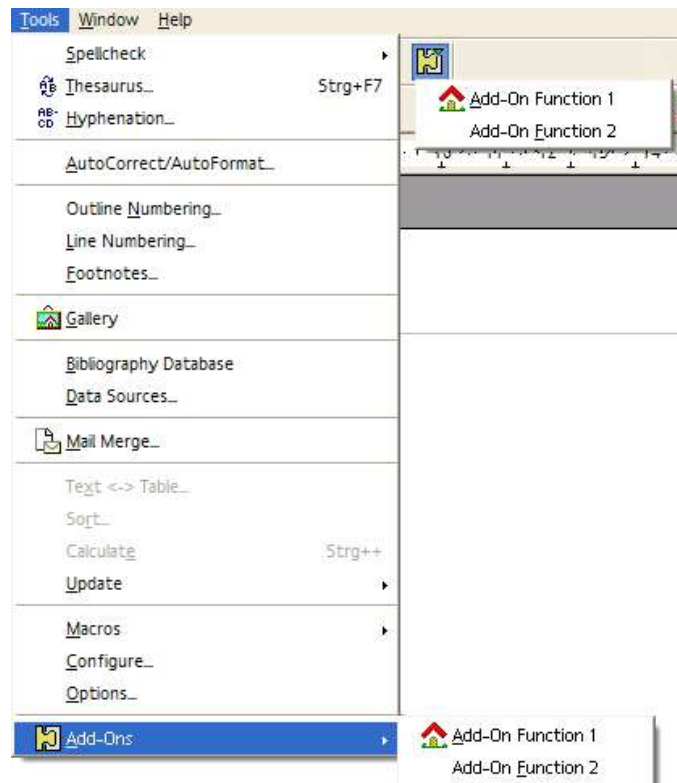 Tools Window Help
Spellcheck
Thesaurus... Strg+F7
Hyphenation...
AutoCorrect/AutoFormat...
Outline Numbering...
Line Numbering...
Footnotes...
Gallery
Bibliography Database
Data Sources...
Mail Merge...
Text <-> Table...
Sort...
Calculate Strg++
Update
Macros
Configure...
Options...
Add-Ons
Add-On Function 1
Add-On Function 2
Add-On Function 1
Add-On Function 2